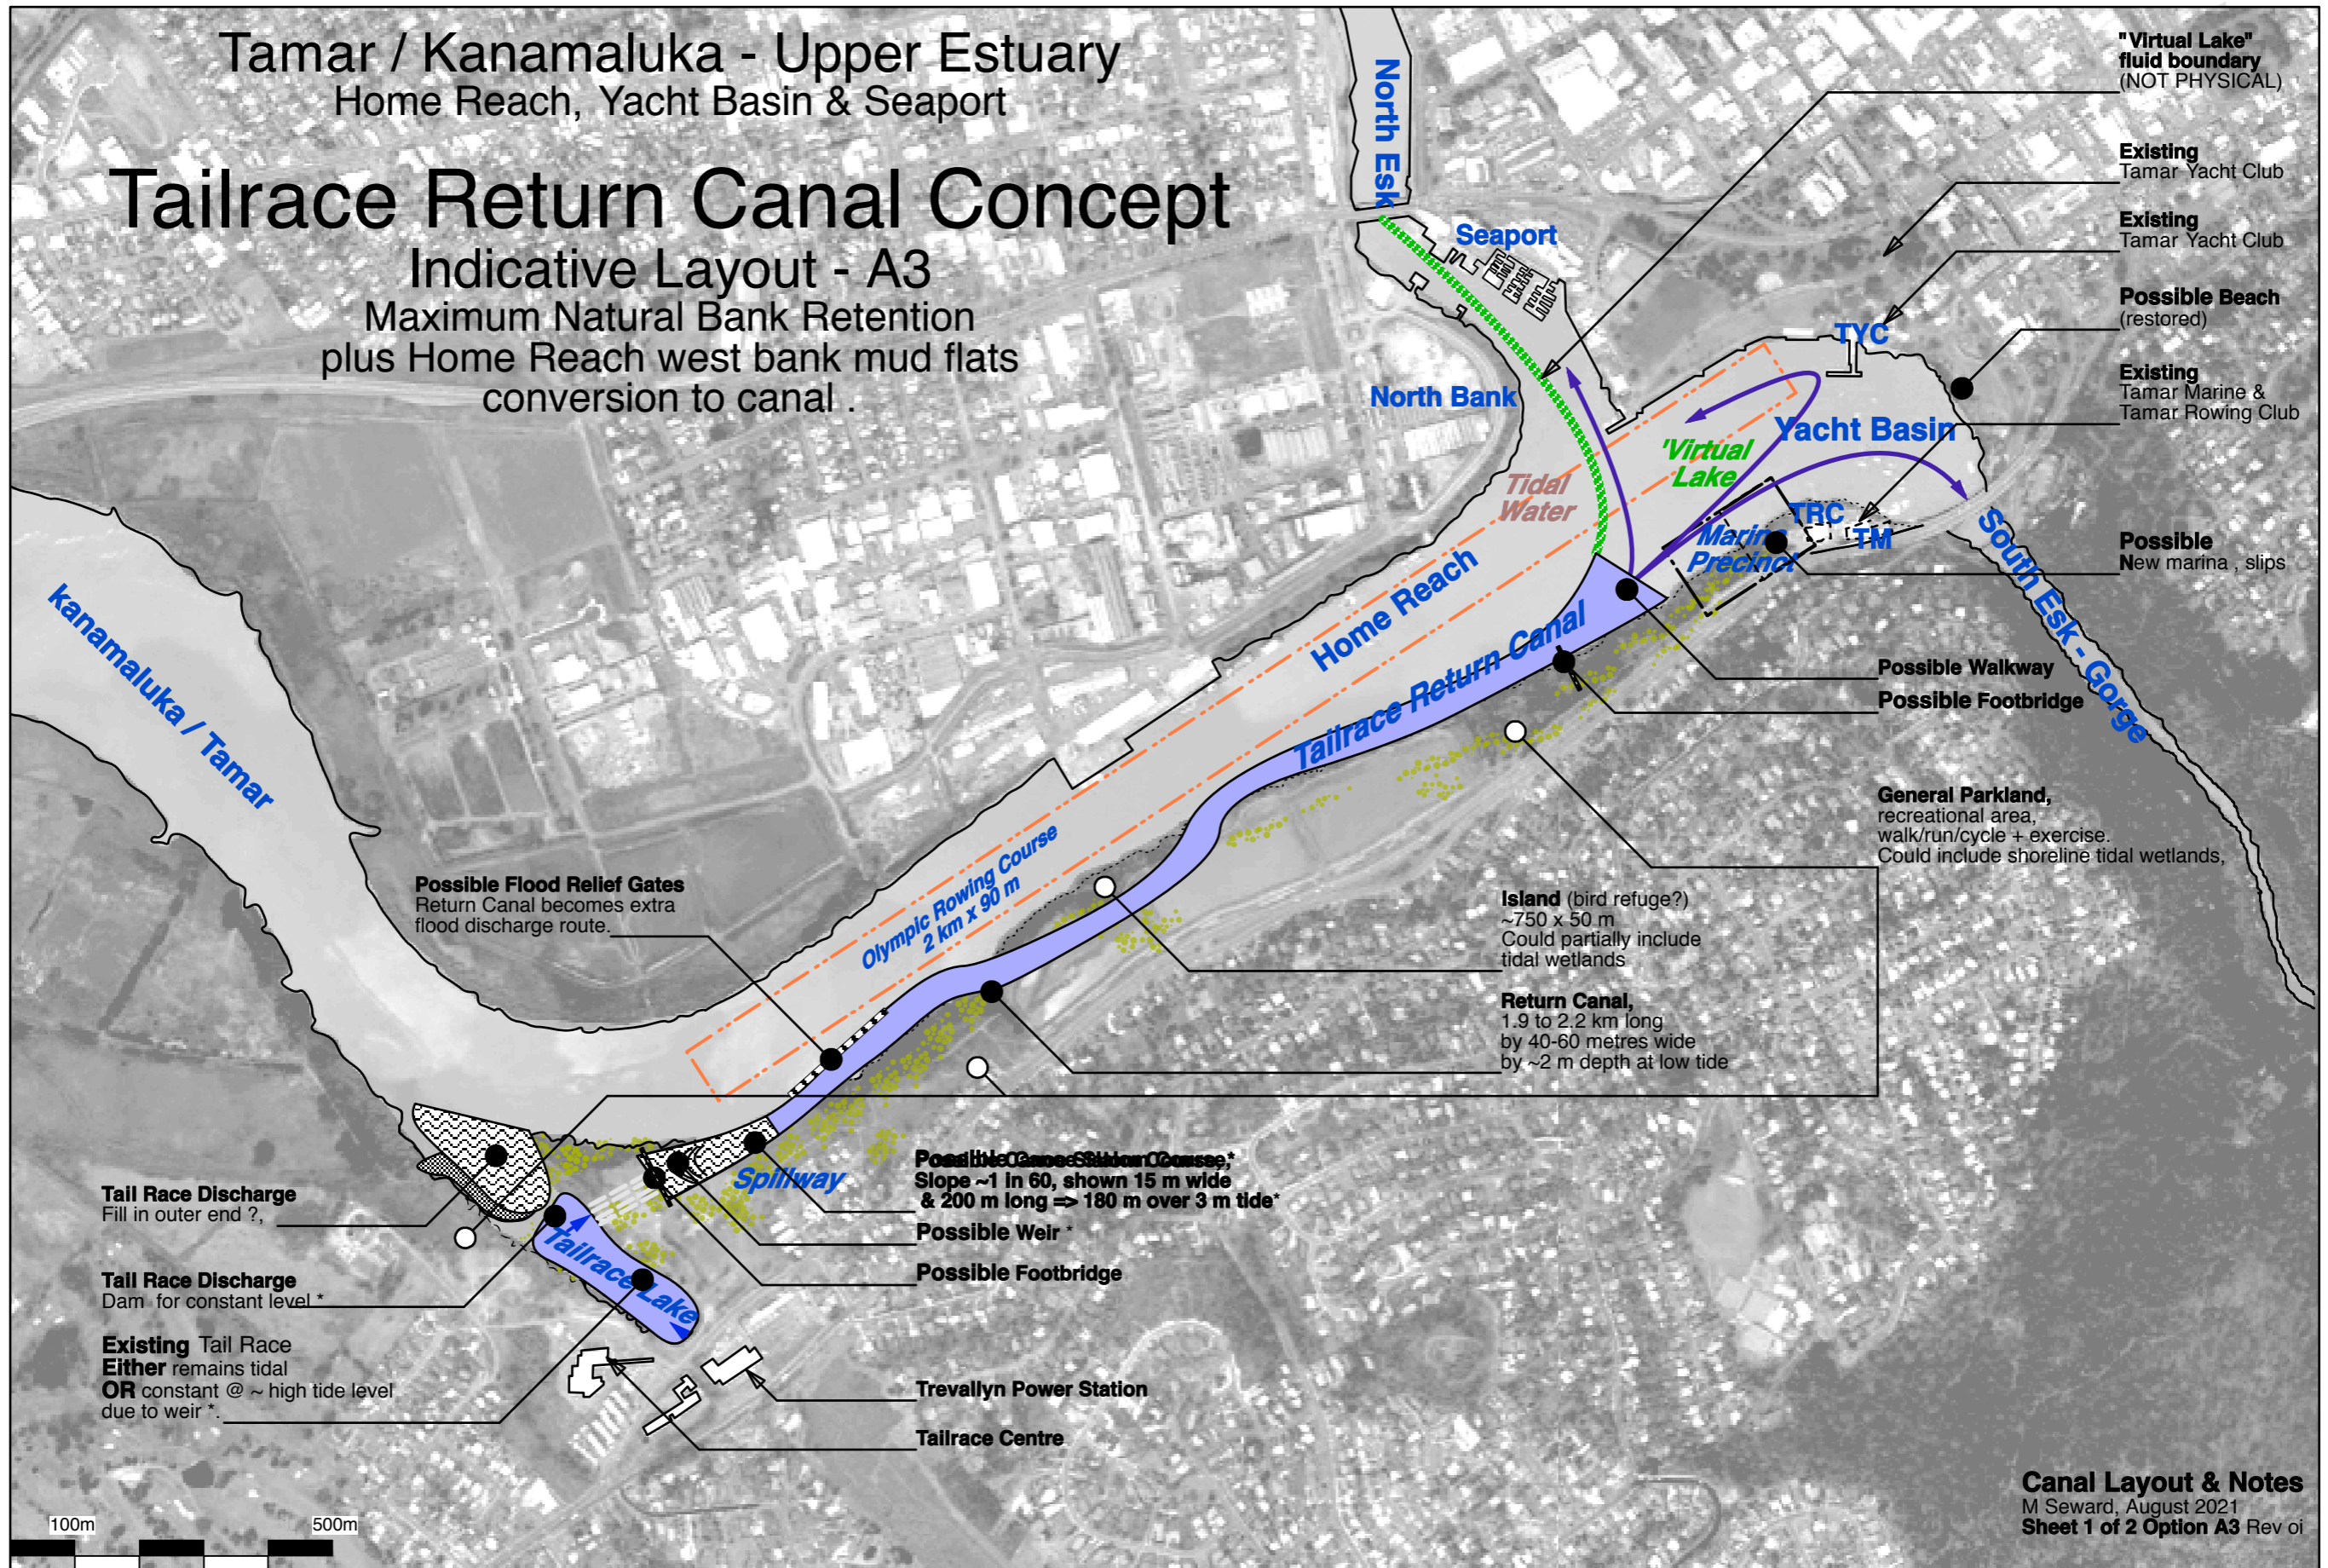 Tamar / Kanamaluka - Upper Estuary
Home Reach, Yacht Basin & Seaport
Tailrace Return Canal Concept
Indicative Layout - A3
Maximum Natural Bank Retention
plus Home Reach west bank mud flats
conversion to canal .
North Esk
Seaport
North Bank
TYC
Yacht Basin
'Virtual
Lake
Tidal
Water
TRC
TM
Marine
Precinct
South Esk - Gorge
Home Reach
Tailrace Return Canal
Olympic Rowing Course
2 km x 90 m
kanamaluka / Tamar
Spillway
Tailrace Lake
"Virtual Lake"
fluid boundary
(NOT PHYSICAL)
Existing
Tamar Yacht Club
Existing
Tamar Yacht Club
Possible Beach
(restored)
Existing
Tamar Marine &
Tamar Rowing Club
Possible
New marina , slips
Possible Walkway
Possible Footbridge
General Parkland,
recreational area,
walk/run/cycle + exercise.
Could include shoreline tidal wetlands,
Island (bird refuge?)
~750 x 50 m
Could partially include
tidal wetlands
Return Canal,
1.9 to 2.2 km long
by 40-60 metres wide
by ~2 m depth at low tide
Possible Flood Relief Gates
Return Canal becomes extra
flood discharge route.
Possible Course,*
Slope ~1 in 60, shown 15 m wide
& 200 m long => 180 m over 3 m tide*
Possible Weir *
Possible Footbridge
Tail Race Discharge
Fill in outer end ?,
Tail Race Discharge
Dam for constant level *
Existing Tail Race
Either remains tidal
OR constant @ ~ high tide level
due to weir *.
Trevallyn Power Station
Tailrace Centre
100m
500m
Canal Layout & Notes
M Seward, August 2021
Sheet 1 of 2 Option A3 Rev oi